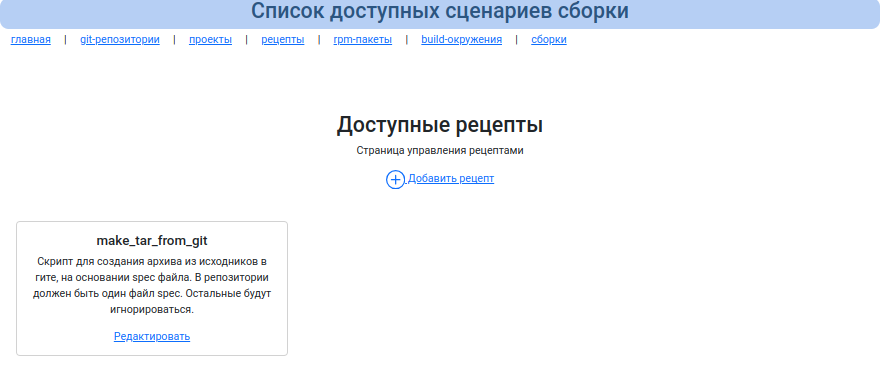 Список доступных сценариев сборки
главная | git-репозитории | проекты | рецепты | rpm-пакеты | build-окружения | сборки
Доступные рецепты
Страница управления рецептами
Добавить рецепт
make_tar_from_git
Скрипт для создания архива из исходников в
гите, на основании spec файла. В репозитории
должен быть один файл spec. Остальные будут
игнорироваться.
Редактировать